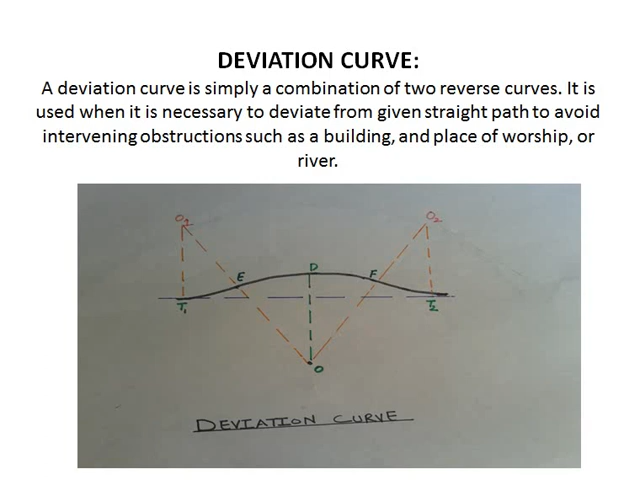 DEVIATION CURVE:
A deviation curve is simply a combination of two reverse curves. It is
used when it is necessary to deviate from given straight path to avoid
intervening obstructions such as a building, and place of worship, or
river.
O1 O2
E D F
T1 T2
O
DEVIATION CURVE